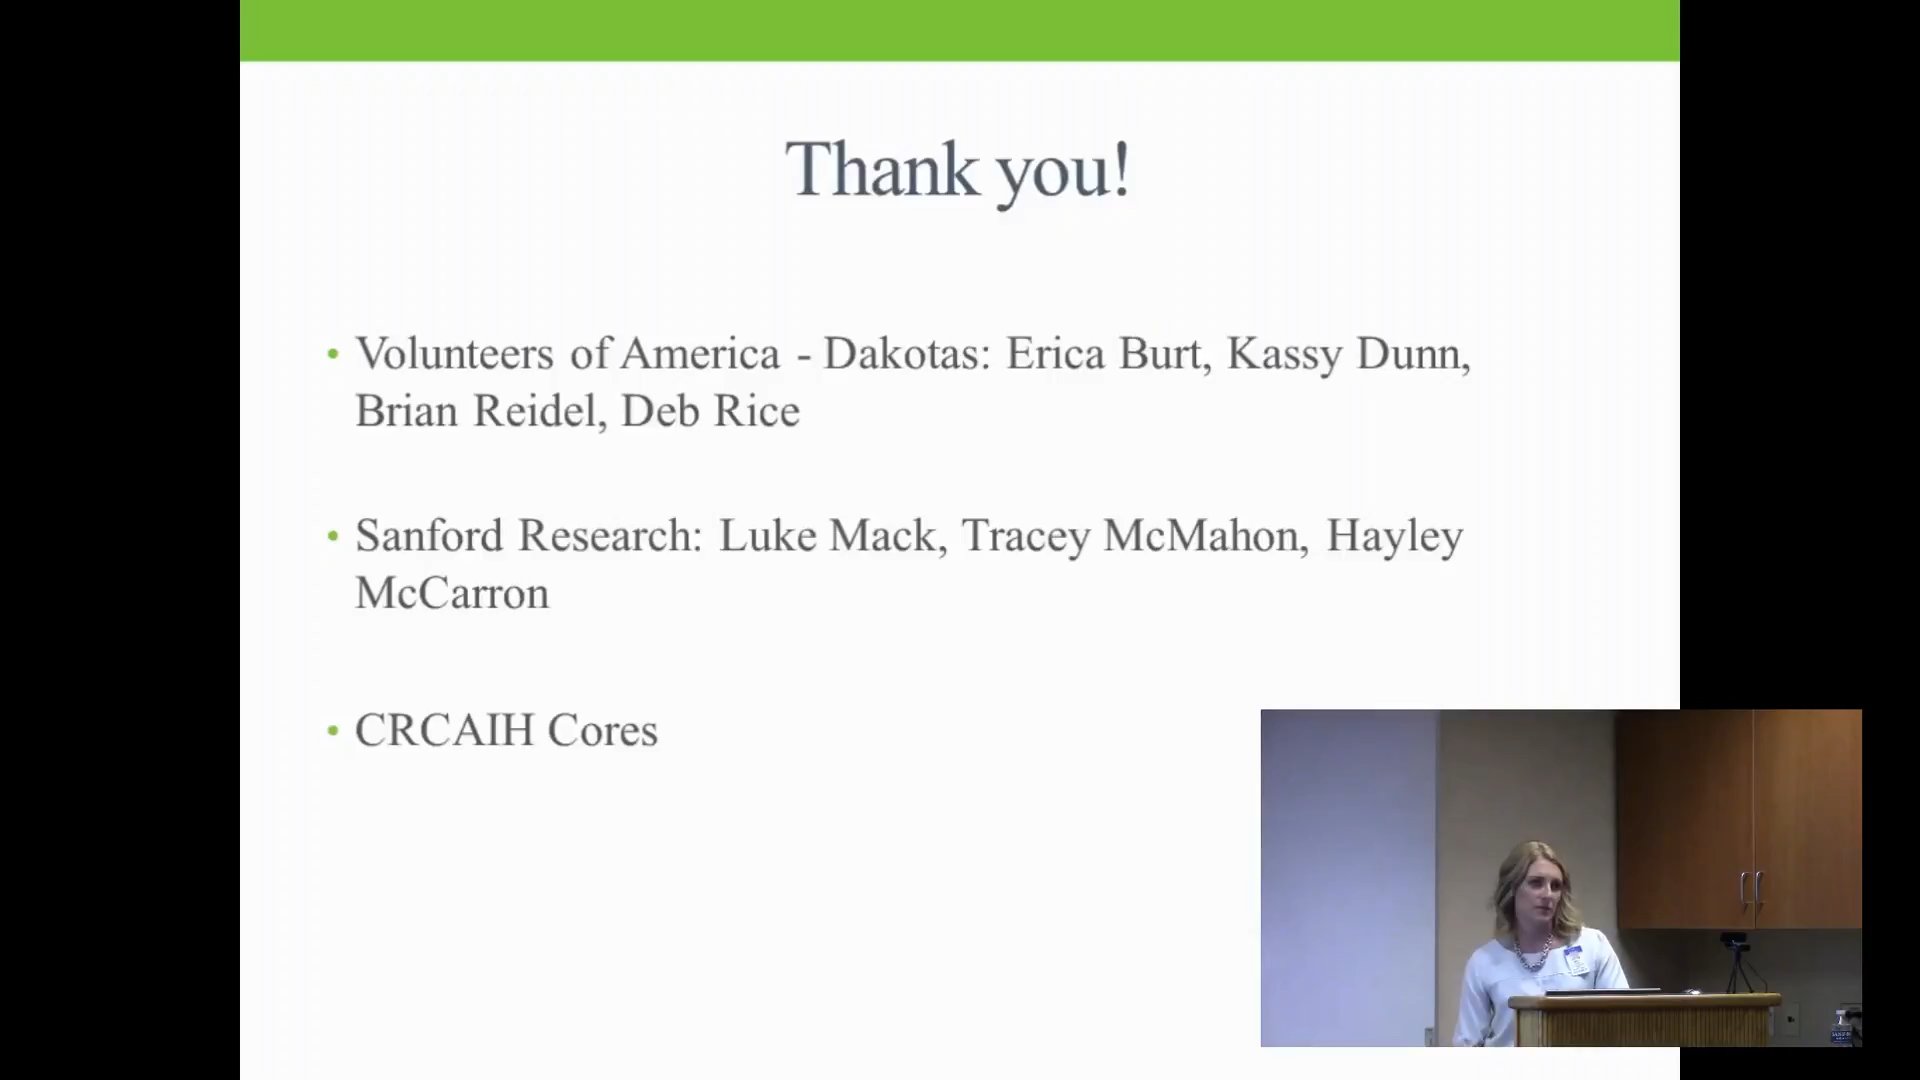 Thank you!
• Volunteers of America - Dakotas: Erica Burt, Kassy Dunn,
Brian Reidel, Deb Rice
• Sanford Research: Luke Mack, Tracey McMahon, Hayley
McCarron
• CRCAIH Cores